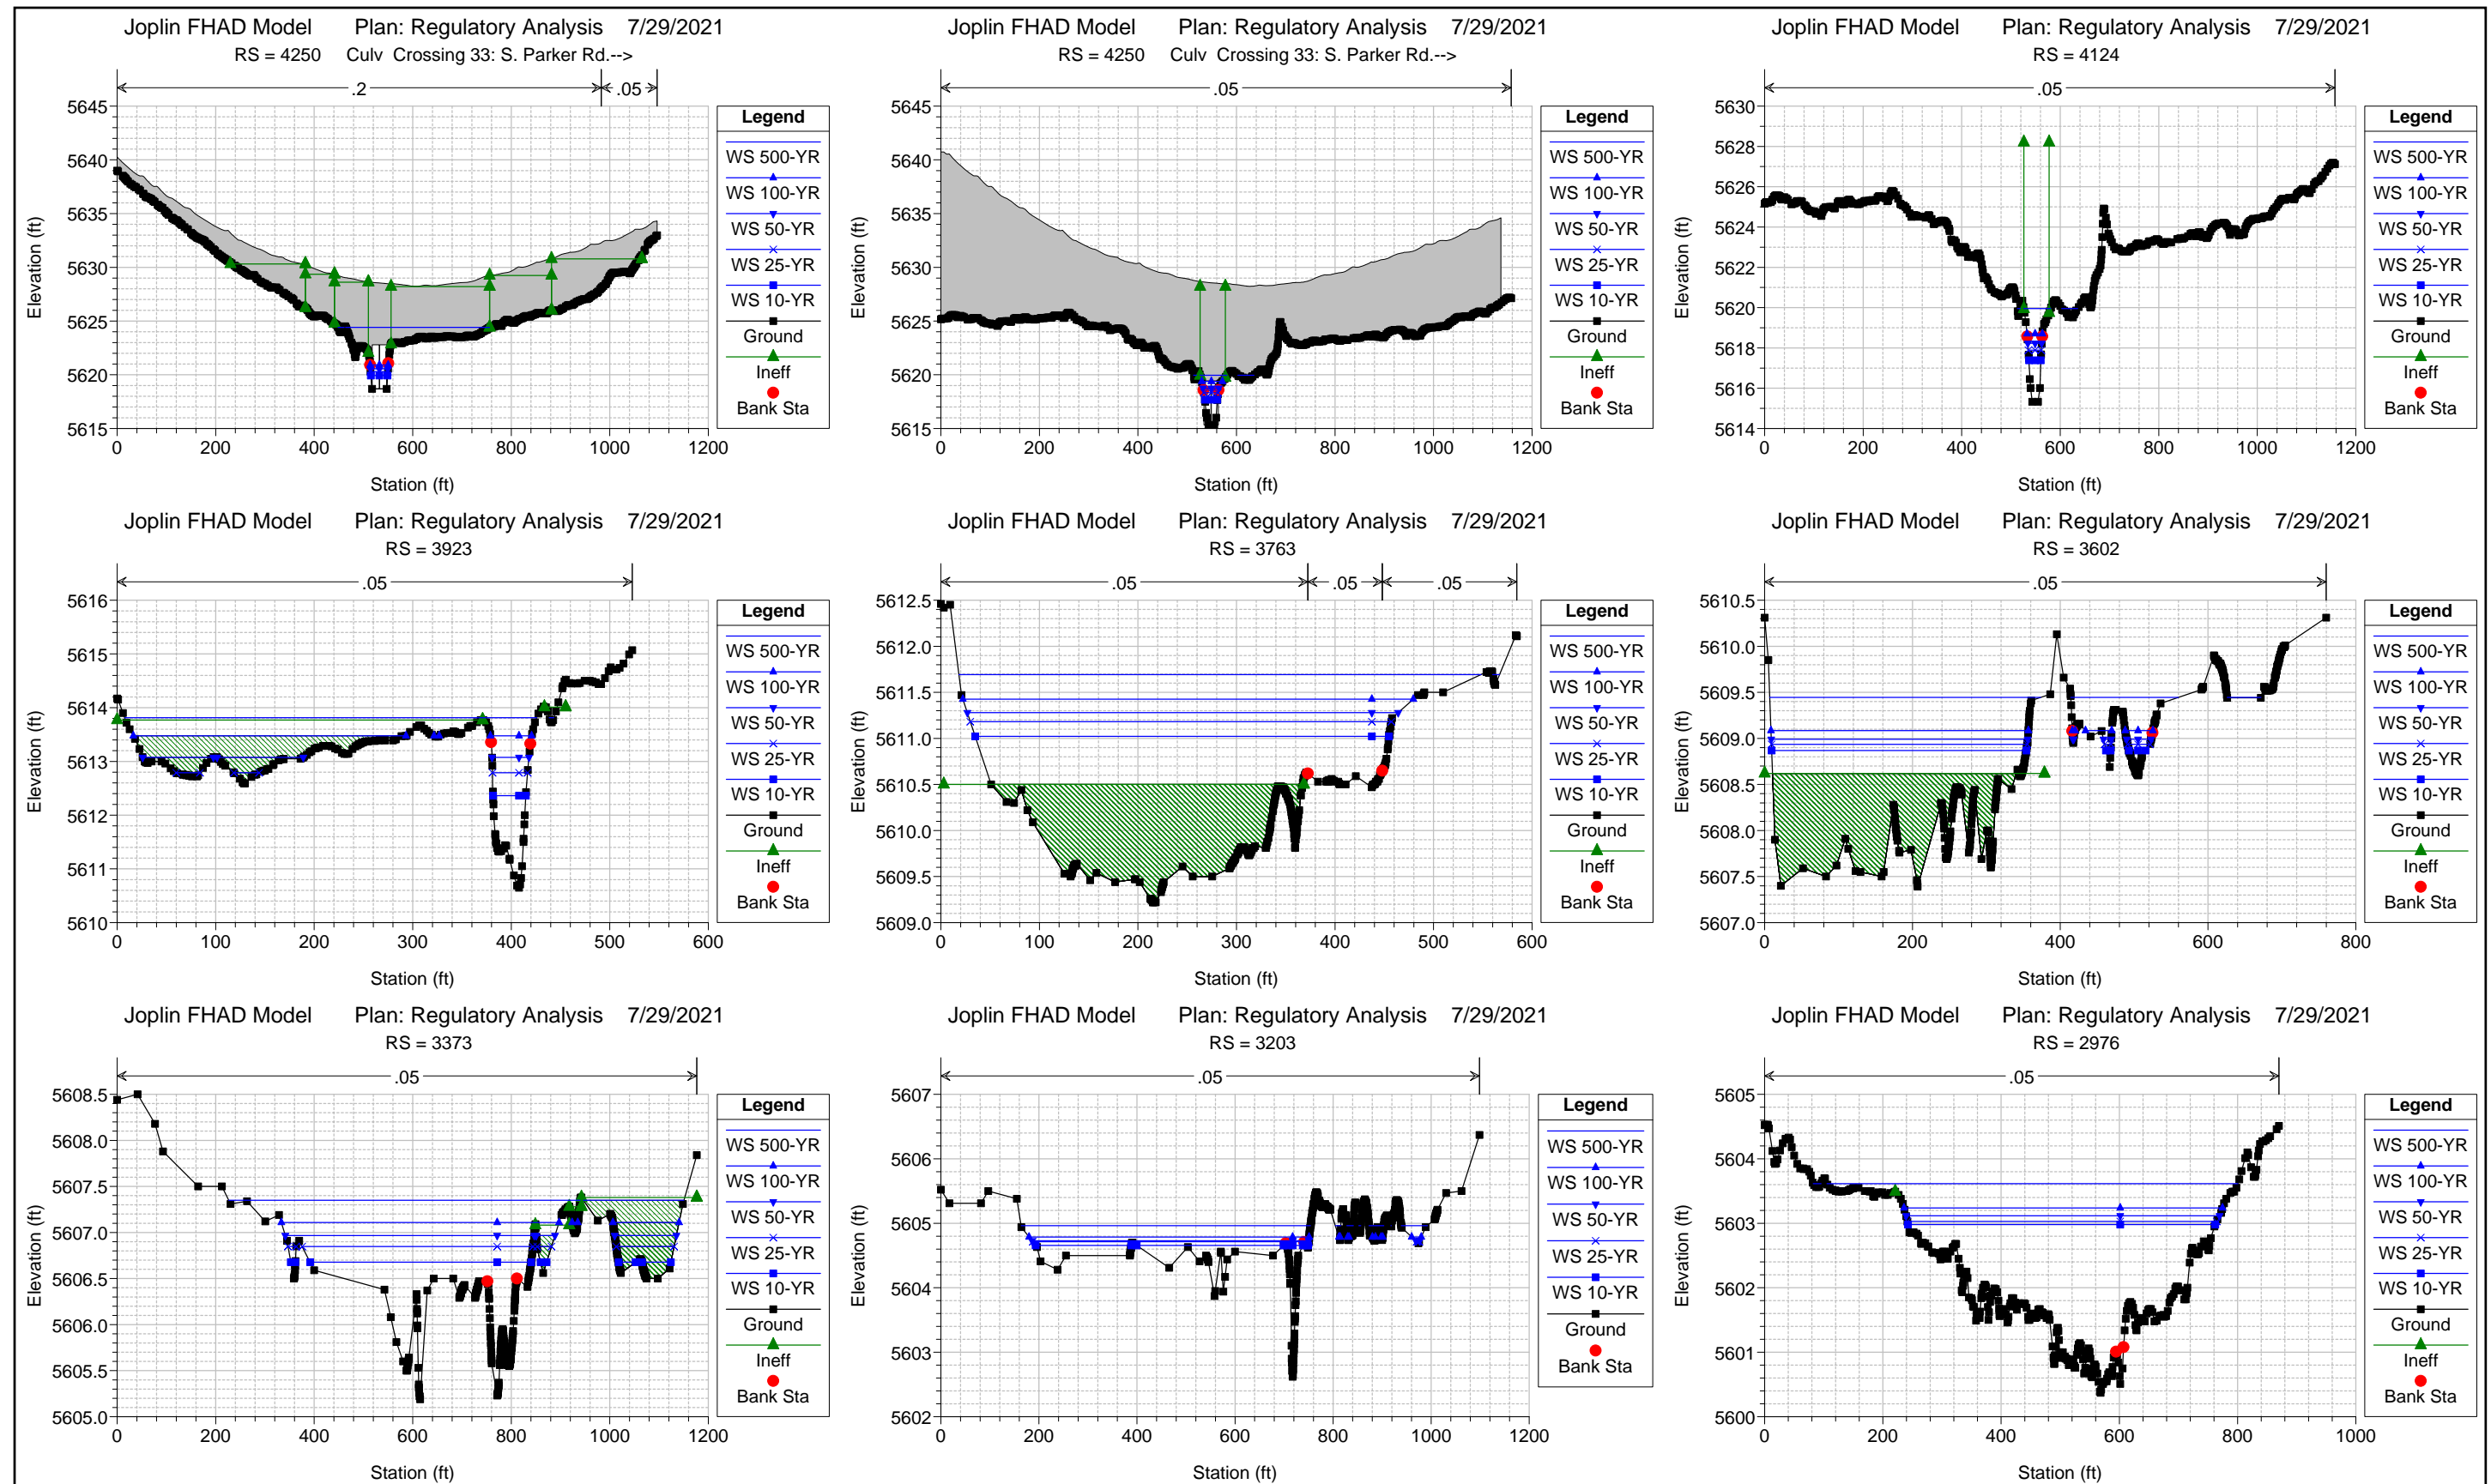 Joplin FHAD Model Plan: Regulatory Analysis 7/29/2021
RS = 4250 Culv Crossing 33: S. Parker Rd.-->
.2 .05
Elevation (ft)
5645
5640
5635
5630
5625
5620
5615
0 200 400 600 800 1000 1200
Station (ft)
Legend
WS 500-YR
WS 100-YR
WS 50-YR
WS 25-YR
WS 10-YR
Ground
Ineff
Bank Sta
Joplin FHAD Model Plan: Regulatory Analysis 7/29/2021
RS = 4250 Culv Crossing 33: S. Parker Rd.-->
.05
Elevation (ft)
5645
5640
5635
5630
5625
5620
5615
0 200 400 600 800 1000 1200
Station (ft)
Legend
WS 500-YR
WS 100-YR
WS 50-YR
WS 25-YR
WS 10-YR
Ground
Ineff
Bank Sta
Joplin FHAD Model Plan: Regulatory Analysis 7/29/2021
RS = 4124
.05
Elevation (ft)
5630
5628
5626
5624
5622
5620
5618
5616
5614
0 200 400 600 800 1000 1200
Station (ft)
Legend
WS 500-YR
WS 100-YR
WS 50-YR
WS 25-YR
WS 10-YR
Ground
Ineff
Bank Sta
Joplin FHAD Model Plan: Regulatory Analysis 7/29/2021
RS = 3923
.05
Elevation (ft)
5616
5615
5614
5613
5612
5611
5610
0 100 200 300 400 500 600
Station (ft)
Legend
WS 500-YR
WS 100-YR
WS 50-YR
WS 25-YR
WS 10-YR
Ground
Ineff
Bank Sta
Joplin FHAD Model Plan: Regulatory Analysis 7/29/2021
RS = 3763
.05 .05 .05
Elevation (ft)
5612.5
5612.0
5611.5
5611.0
5610.5
5610.0
5609.5
5609.0
0 100 200 300 400 500 600
Station (ft)
Legend
WS 500-YR
WS 100-YR
WS 50-YR
WS 25-YR
WS 10-YR
Ground
Ineff
Bank Sta
Joplin FHAD Model Plan: Regulatory Analysis 7/29/2021
RS = 3602
.05
Elevation (ft)
5610.5
5610.0
5609.5
5609.0
5608.5
5608.0
5607.5
5607.0
0 200 400 600 800
Station (ft)
Legend
WS 500-YR
WS 100-YR
WS 50-YR
WS 25-YR
WS 10-YR
Ground
Ineff
Bank Sta
Joplin FHAD Model Plan: Regulatory Analysis 7/29/2021
RS = 3373
.05
Elevation (ft)
5608.5
5608.0
5607.5
5607.0
5606.5
5606.0
5605.5
5605.0
0 200 400 600 800 1000 1200
Station (ft)
Legend
WS 500-YR
WS 100-YR
WS 50-YR
WS 25-YR
WS 10-YR
Ground
Ineff
Bank Sta
Joplin FHAD Model Plan: Regulatory Analysis 7/29/2021
RS = 3203
.05
Elevation (ft)
5607
5606
5605
5604
5603
5602
0 200 400 600 800 1000 1200
Station (ft)
Legend
WS 500-YR
WS 100-YR
WS 50-YR
WS 25-YR
WS 10-YR
Ground
Bank Sta
Joplin FHAD Model Plan: Regulatory Analysis 7/29/2021
RS = 2976
.05
Elevation (ft)
5605
5604
5603
5602
5601
5600
0 200 400 600 800 1000
Station (ft)
Legend
WS 500-YR
WS 100-YR
WS 50-YR
WS 25-YR
WS 10-YR
Ground
Ineff
Bank Sta